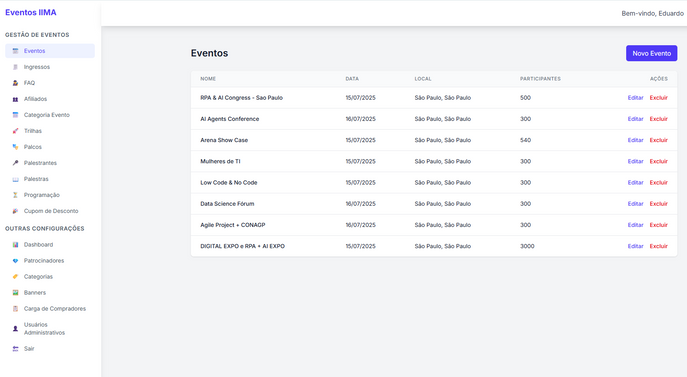 Eventos IIMA
Bem-vindo, Eduardo
GESTÃO DE EVENTOS
Eventos
Ingressos
FAQ
Afiliados
Categoria Evento
Trilhas
Palcos
Palestrantes
Palestras
Programação
Cupom de Desconto
OUTRAS CONFIGURAÇÕES
Dashboard
Patrocinadores
Categorias
Banners
Carga de Compradores
Usuários
Administrativos
Sair
Eventos
Novo Evento
NOME DATA LOCAL PARTICIPANTES AÇÕES
RPA & AI Congress - Sao Paulo 15/07/2025 São Paulo, São Paulo 500 Editar Excluir
AI Agents Conference 16/07/2025 São Paulo, São Paulo 300 Editar Excluir
Arena Show Case 15/07/2025 São Paulo, São Paulo 540 Editar Excluir
Mulheres de TI 15/07/2025 São Paulo, São Paulo 300 Editar Excluir
Low Code & No Code 15/07/2025 São Paulo, São Paulo 300 Editar Excluir
Data Science Fórum 16/07/2025 São Paulo, São Paulo 300 Editar Excluir
Agile Project + CONAGP 16/07/2025 São Paulo, São Paulo 300 Editar Excluir
DIGITAL EXPO e RPA + AI EXPO 15/07/2025 São Paulo, São Paulo 3000 Editar Excluir